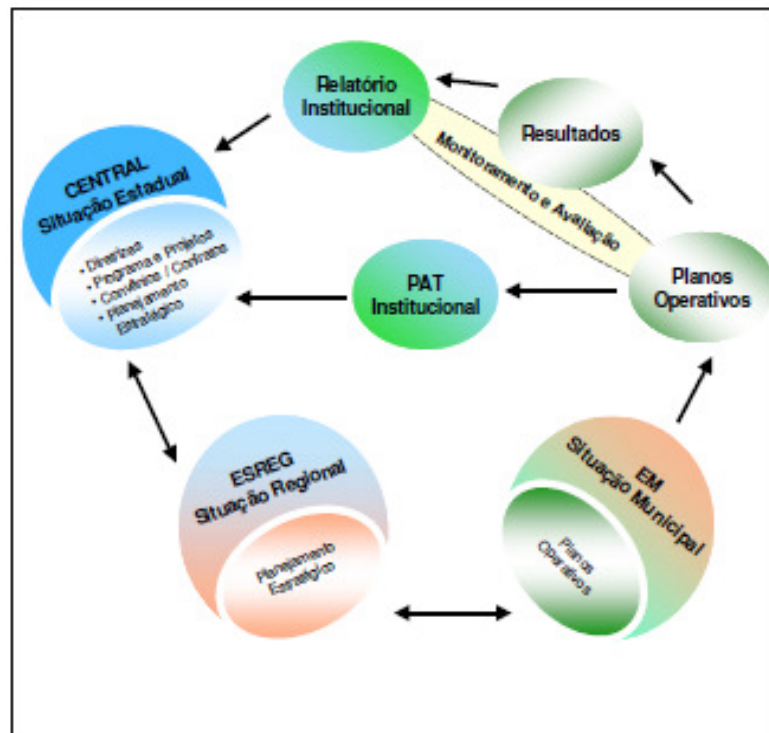 Relatório
Institucional
Resultados
Monitoramento e Avaliação
CENTRAL
Situação Estadual
• Diretrizes
• Programa e Projetos
• Convênios / Contratos
• Planejamento
Estratégico
PAT
Institucional
Planos
Operativos
ESREG
Situação Regional
Planejamento
Estratégico
EM
Situação Municipal
Planos
Operativos